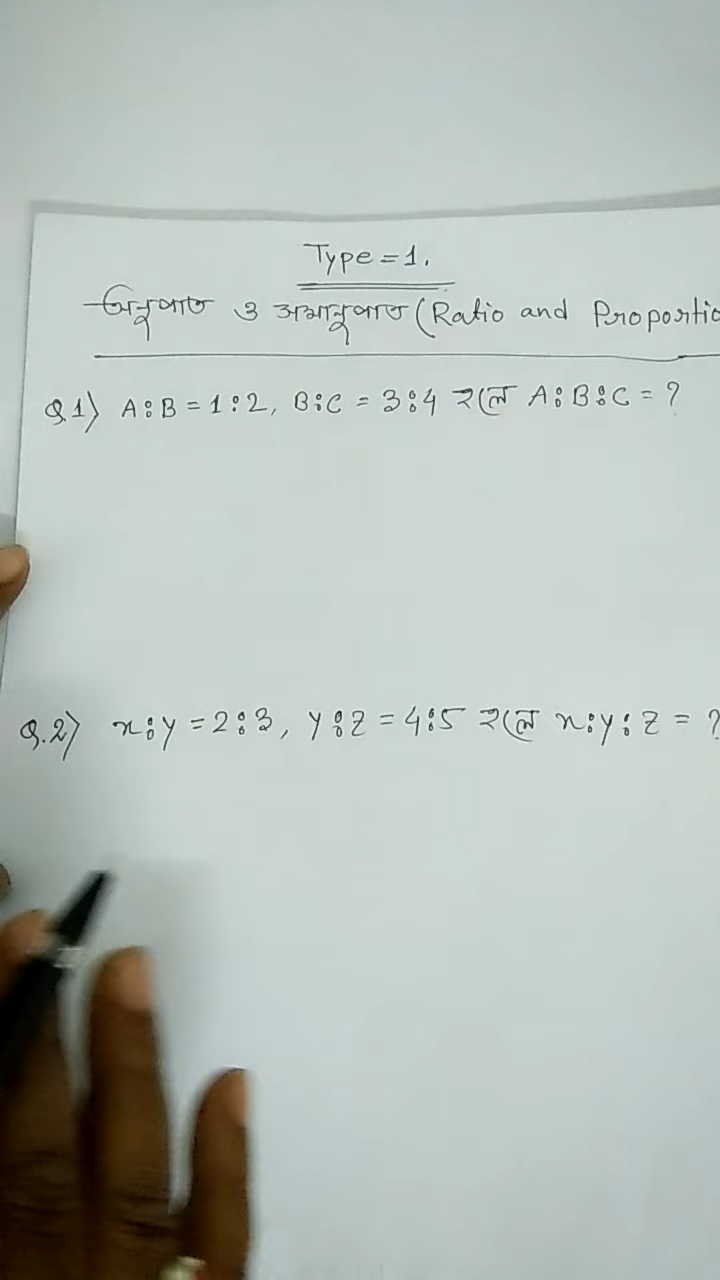 Type = 1.
অনুপাত ও সমানুপাত (Ratio and Proportio
Q.1) A:B = 1:2, B:C = 3:4 হলে A:B:C = ?
Q.2) x:y = 2:3, y:z = 4:5 হলে x:y:z = ?